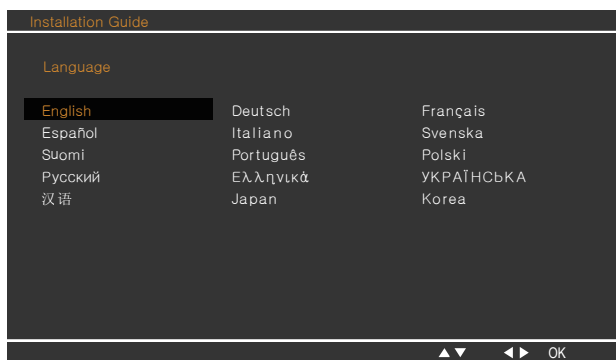 Installation Guide
Language
English Deutsch Français
Español Italiano Svenska
Suomi Português Polski
Русский Ελληνικὰ УКРАЇНСЬКА
汉语 Japan Korea
▲▼ ◀▶ OK